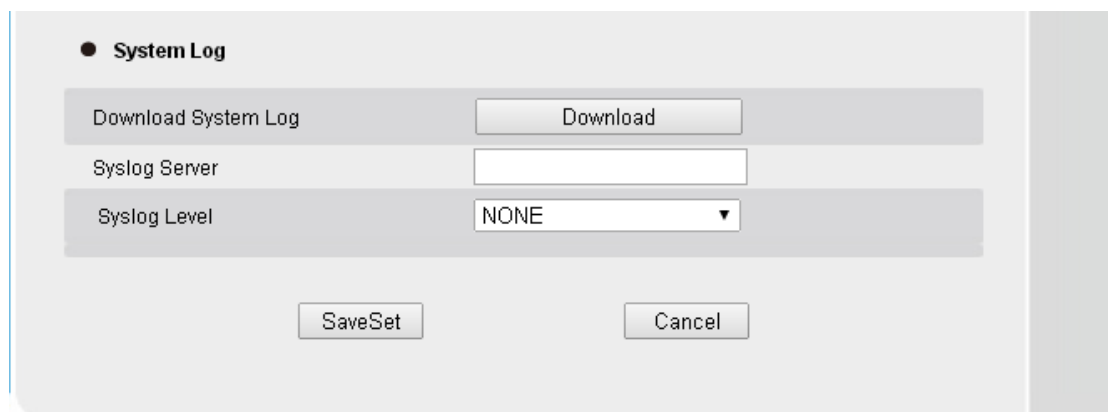 System Log
Download System Log Download
Syslog Server
Syslog Level NONE
SaveSet Cancel